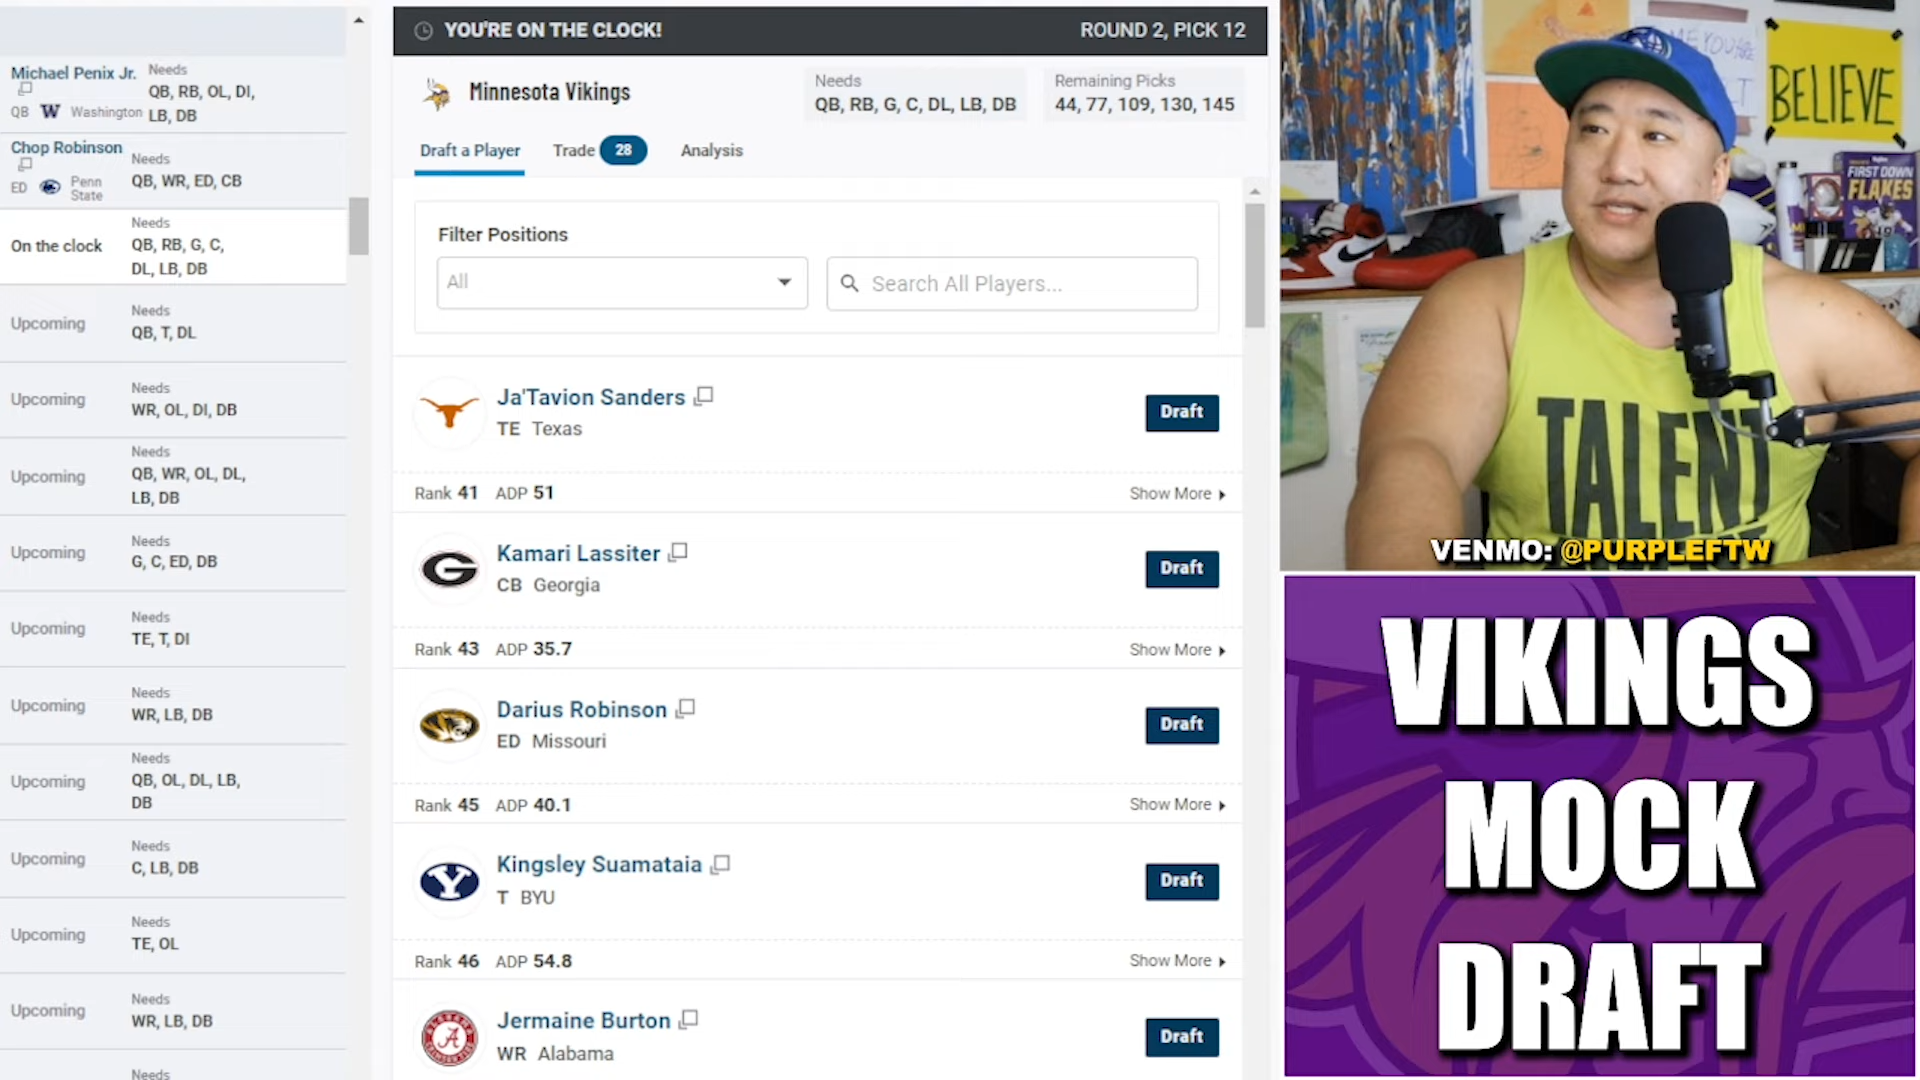 Michael Penix Jr.
QB Washington
Needs
QB, RB, OL, DI,
LB, DB
Chop Robinson
ED Penn
State
Needs
QB, WR, ED, CB
On the clock
Needs
QB, RB, G, C,
DL, LB, DB
Upcoming
Needs
QB, T, DL
Upcoming
Needs
WR, OL, DI, DB
Upcoming
Needs
QB, WR, OL, DL,
LB, DB
Upcoming
Needs
G, C, ED, DB
Upcoming
Needs
TE, T, DI
Upcoming
Needs
WR, LB, DB
Upcoming
Needs
QB, OL, DL, LB,
DB
Upcoming
Needs
C, LB, DB
Upcoming
Needs
TE, OL
Upcoming
Needs
WR, LB, DB
Needs
YOU'RE ON THE CLOCK!
ROUND 2, PICK 12
Minnesota Vikings
Needs
QB, RB, G, C, DL, LB, DB
Remaining Picks
44, 77, 109, 130, 145
Draft a Player
Trade 28
Analysis
Filter Positions
All
Search All Players...
Ja'Tavion Sanders
TE Texas
Draft
Rank 41 ADP 51
Show More
Kamari Lassiter
CB Georgia
Draft
Rank 43 ADP 35.7
Show More
Darius Robinson
ED Missouri
Draft
Rank 45 ADP 40.1
Show More
Kingsley Suamataia
T BYU
Draft
Rank 46 ADP 54.8
Show More
Jermaine Burton
WR Alabama
Draft
BELIEVE
FIRST DOWN
FLAKES
TALENT
VENMO: @PURPLEFTW
VIKINGS
MOCK
DRAFT